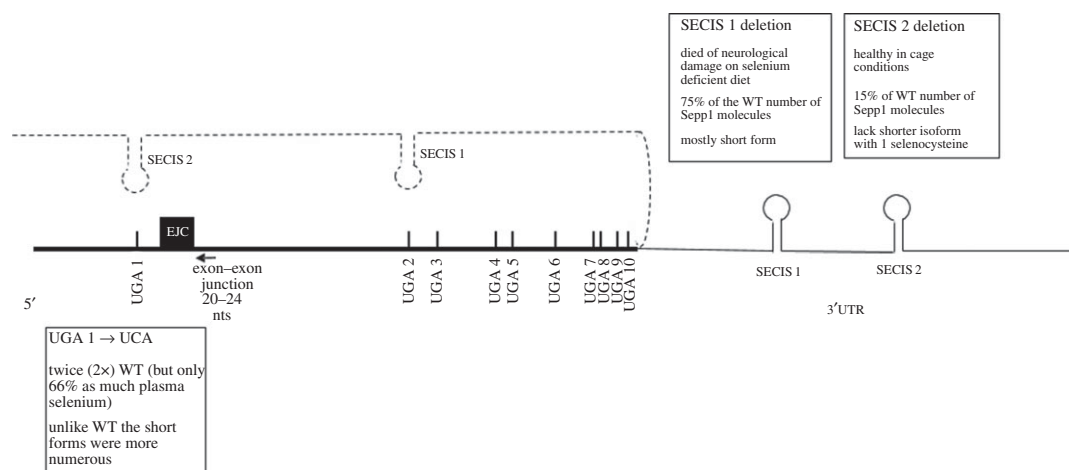 SECIS 1 deletion
died of neurological
damage on selenium
deficient diet
75% of the WT number of
Sepp1 molecules
mostly short form
SECIS 2 deletion
healthy in cage
conditions
15% of WT number of
Sepp1 molecules
lack shorter isoform
with 1 selenocysteine
SECIS 2
SECIS 1
EJC
UGA 1
exon–exon
junction
20–24
nts
UGA 2
UGA 3
UGA 4
UGA 5
UGA 6
UGA 7
UGA 8
UGA 9
UGA 10
SECIS 1
SECIS 2
5′
3′UTR
UGA 1 → UCA
twice (2×) WT (but only
66% as much plasma
selenium)
unlike WT the short
forms were more
numerous